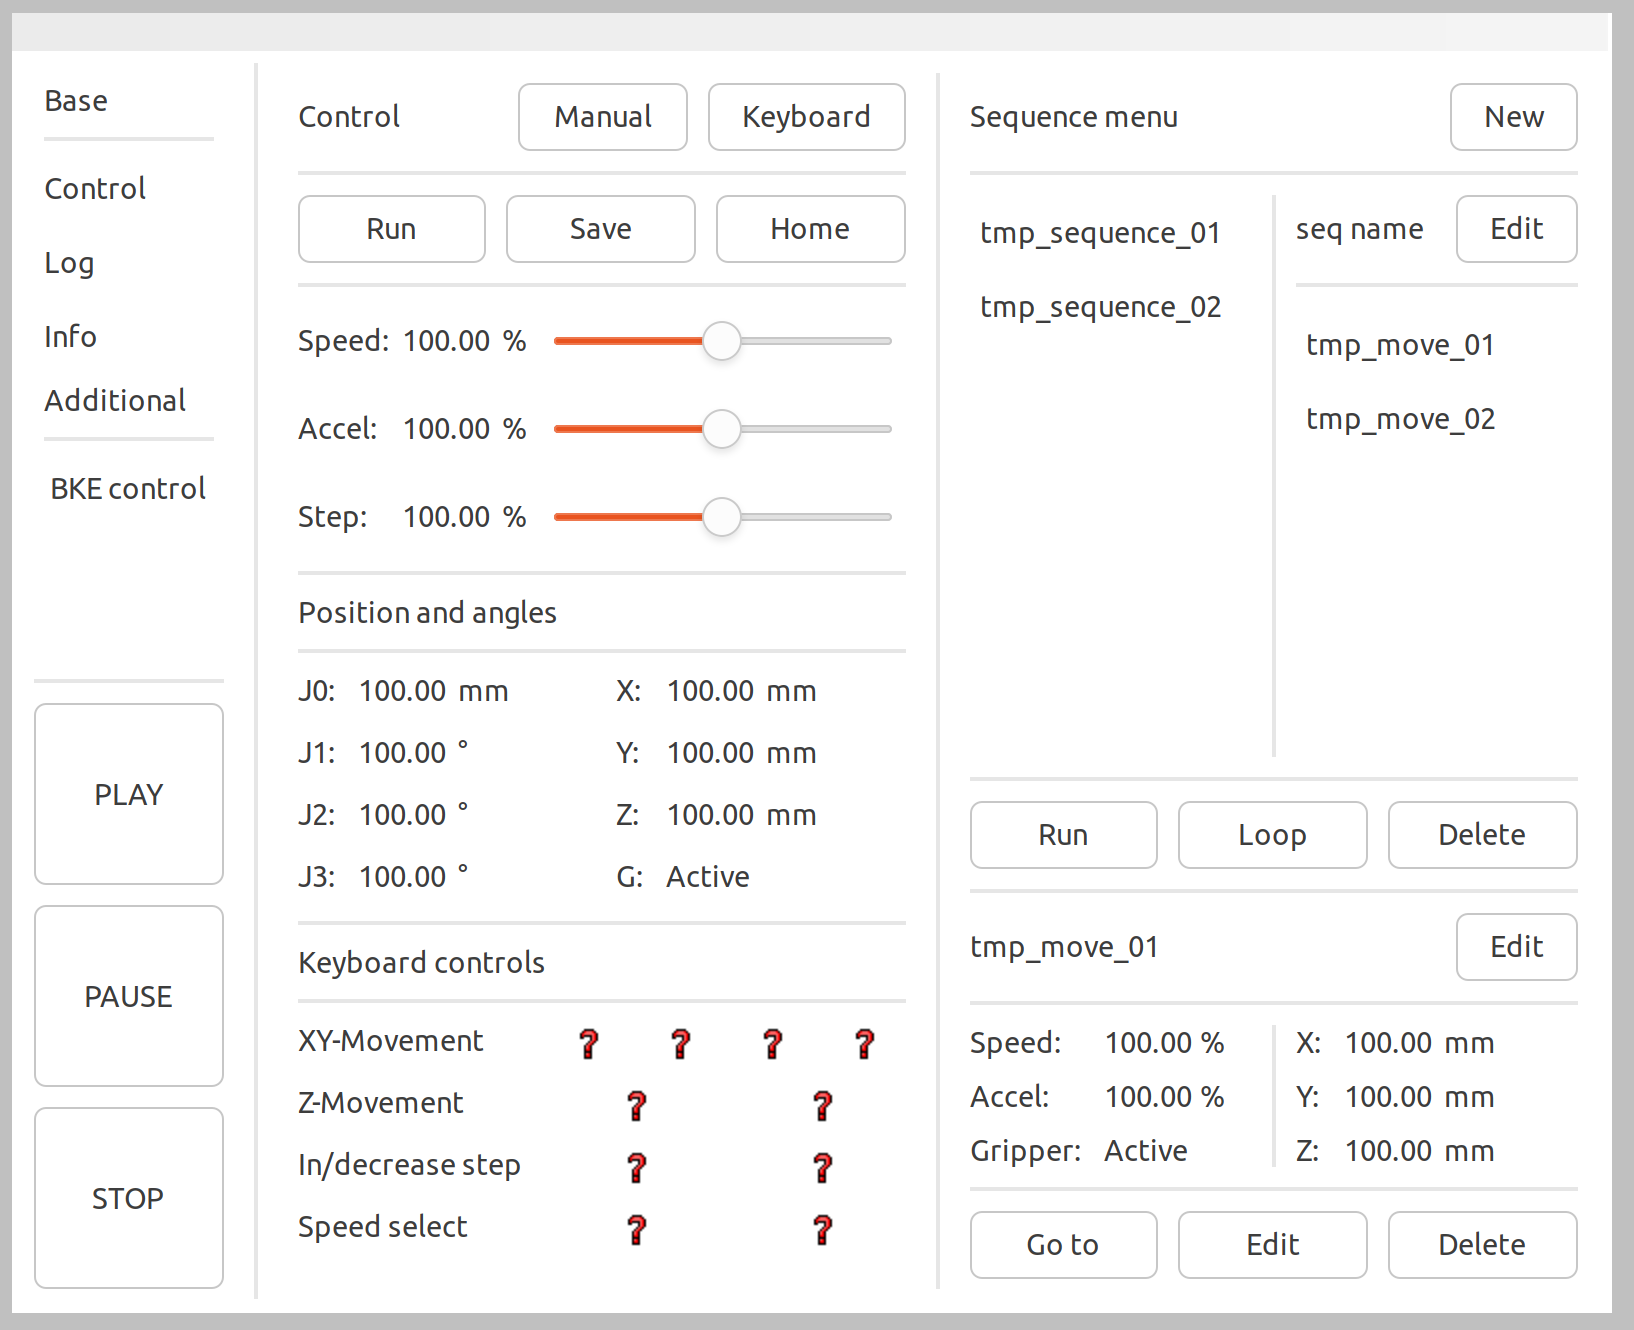 Base
Control
Log
Info
Additional
BKE control
PLAY
PAUSE
STOP
Control Manual Keyboard
Run Save Home
Speed: 100.00 %
Accel: 100.00 %
Step: 100.00 %
Position and angles
J0: 100.00 mm X: 100.00 mm
J1: 100.00 ° Y: 100.00 mm
J2: 100.00 ° Z: 100.00 mm
J3: 100.00 ° G: Active
Keyboard controls
XY-Movement ? ? ? ?
Z-Movement ? ?
In/decrease step ? ?
Speed select ? ?
Sequence menu New
tmp_sequence_01
tmp_sequence_02
seq name Edit
tmp_move_01
tmp_move_02
Run Loop Delete
tmp_move_01 Edit
Speed: 100.00 % X: 100.00 mm
Accel: 100.00 % Y: 100.00 mm
Gripper: Active Z: 100.00 mm
Go to Edit Delete